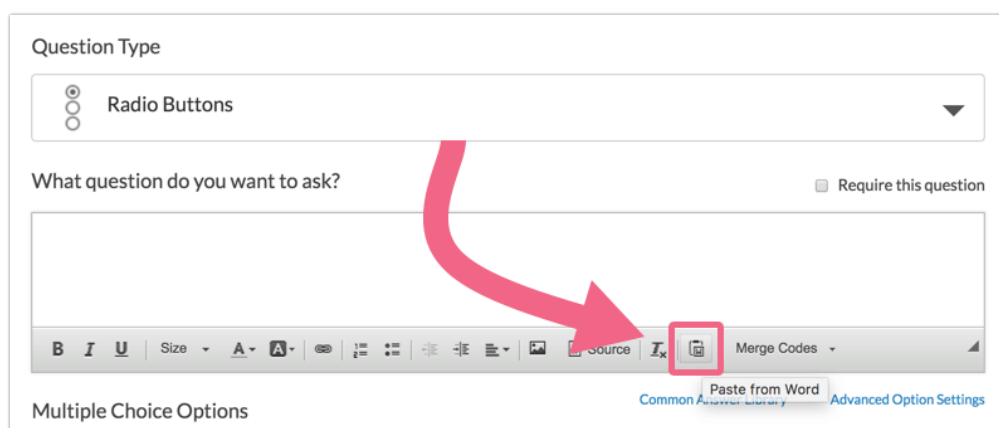 Question Type
Radio Buttons
What question do you want to ask?
Require this question
B I U Size A A Source Tx Merge Codes
Paste from Word
Common Answer Library
Advanced Option Settings
Multiple Choice Options